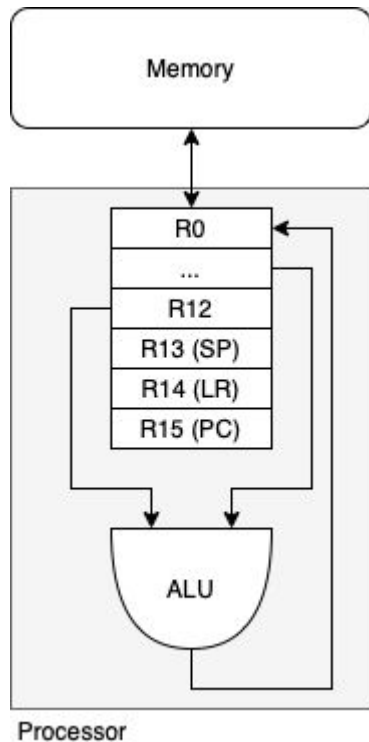 Memory
R0
...
R12
R13 (SP)
R14 (LR)
R15 (PC)
ALU
Processor